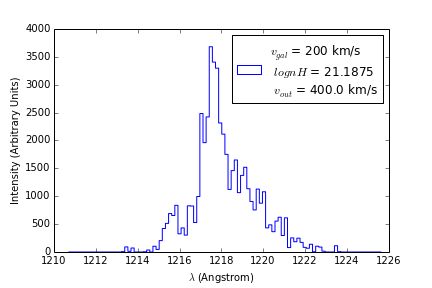 4000
3500
3000
2500
2000
1500
1000
500
0
Intensity (Arbitrary Units)
v_gal = 200 km/s
lognH = 21.1875
v_out = 400.0 km/s
1210 1212 1214 1216 1218 1220 1222 1224 1226
λ (Angstrom)